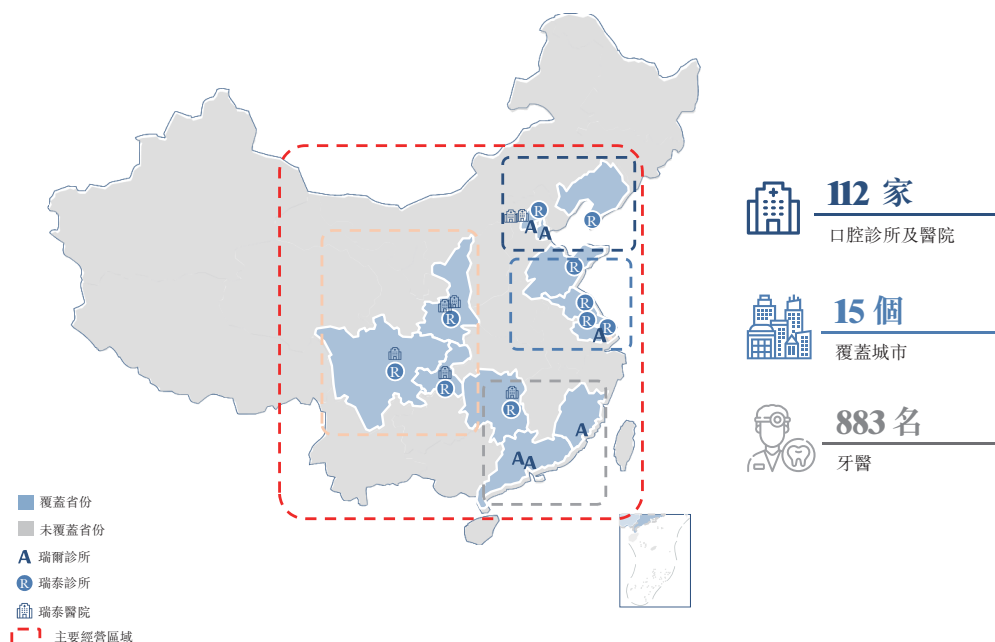 112 家
口腔診所及醫院
15 個
覆蓋城市
883 名
牙醫
R
R
A
A
R
R
R
R
A
R
R
R
R
A
A
A
覆蓋省份
未覆蓋省份
A 瑞爾診所
R 瑞泰診所
瑞泰醫院
主要經營區域